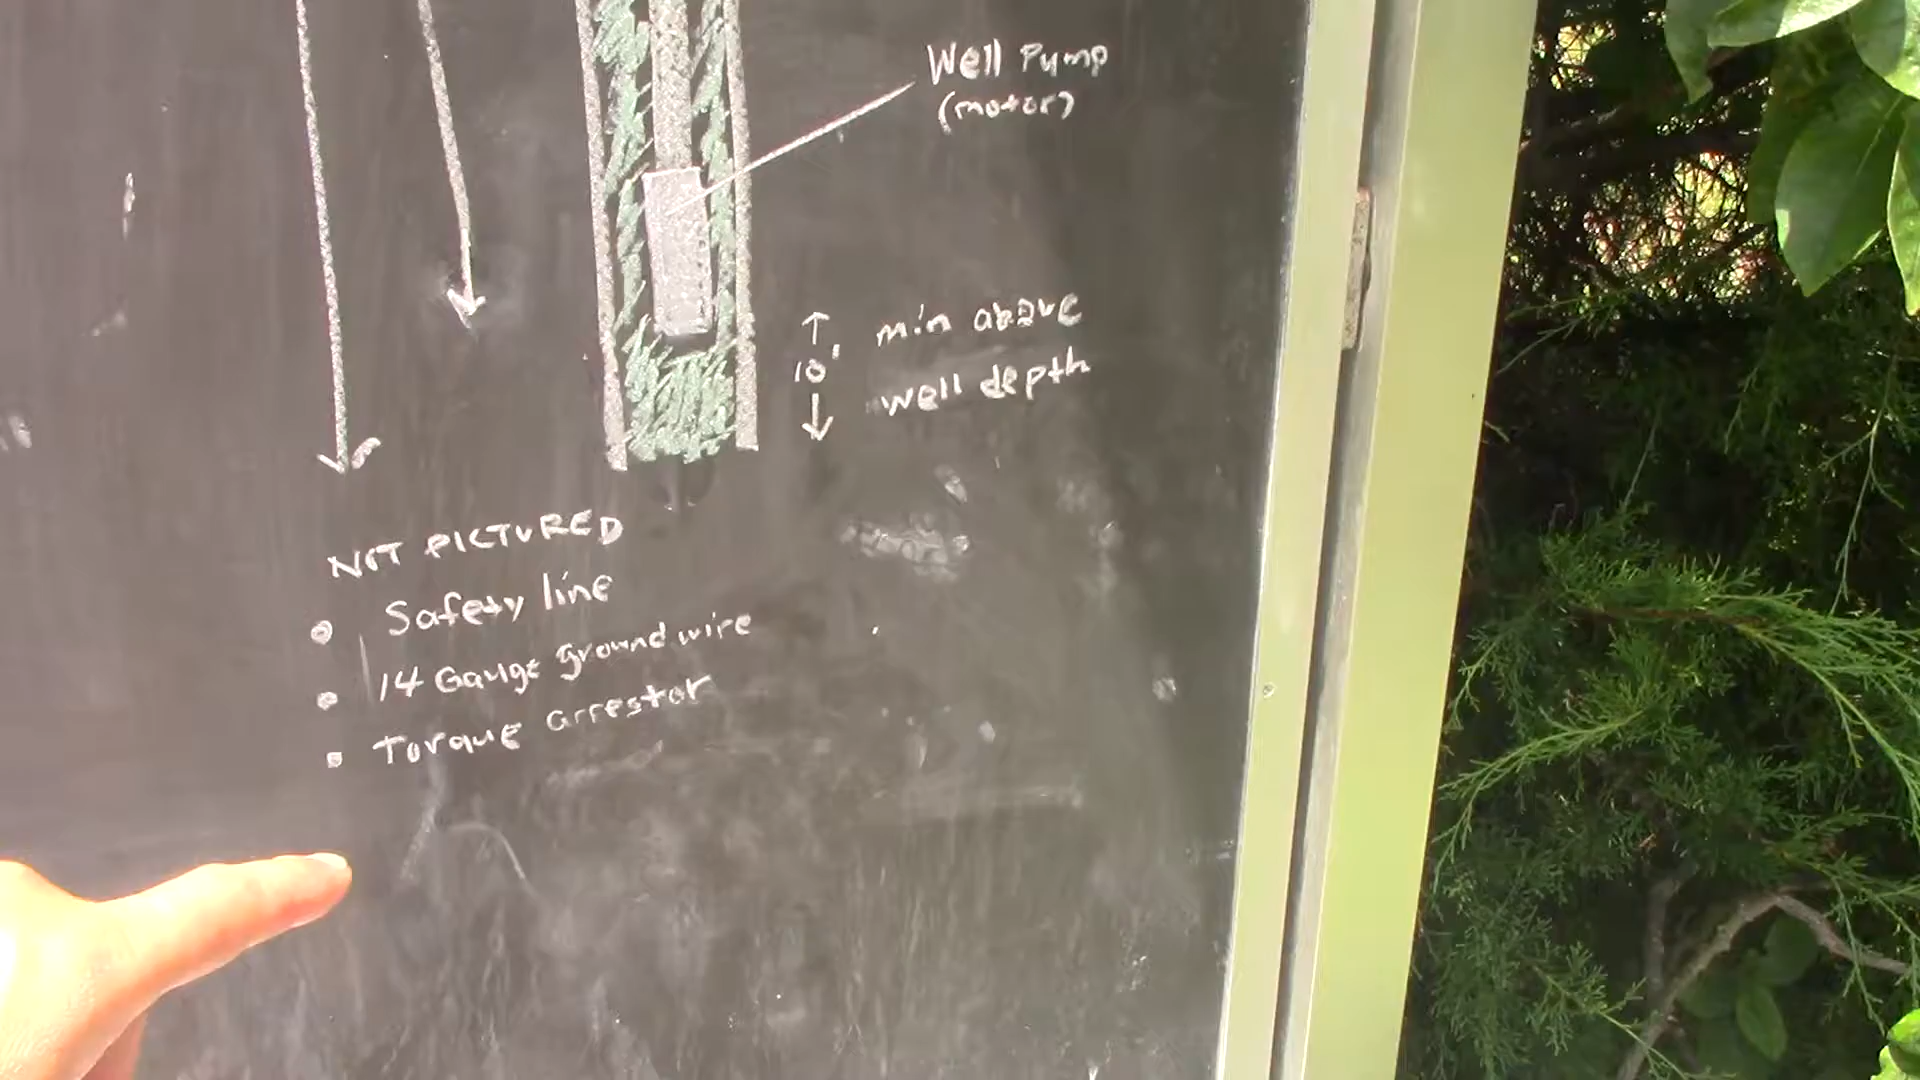 Well Pump
(motor)
10' min above
well depth
NOT PICTURED
• Safety line
• 14 Gauge ground wire
• Torque arrestor